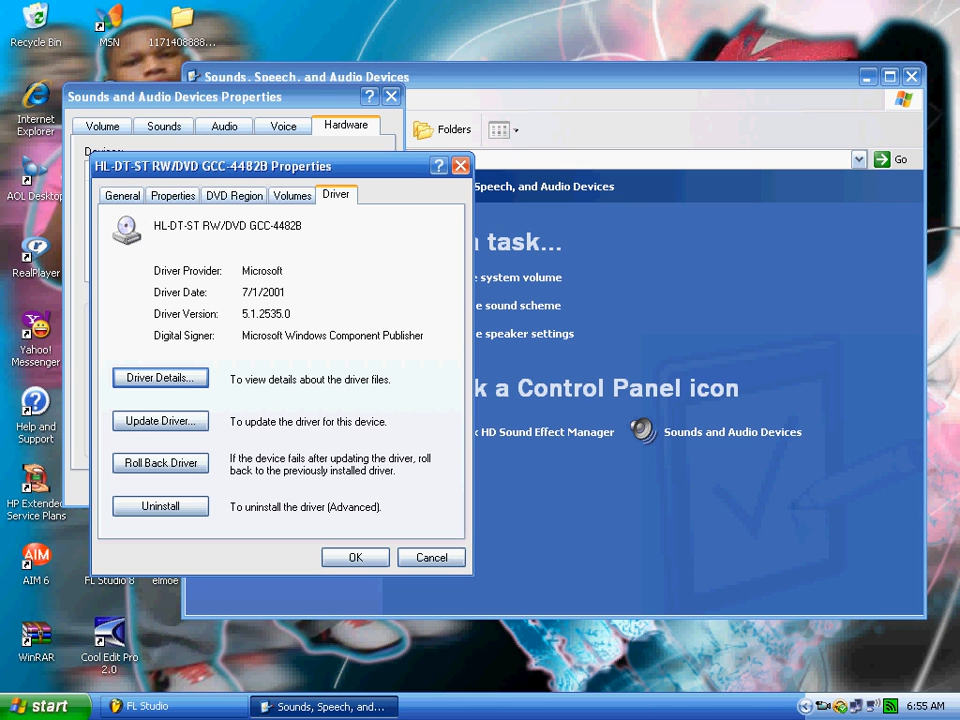 Recycle Bin
MSN
1171408888...
Internet
Explorer
AOL Desktop
RealPlayer
Yahoo!
Messenger
Help and
Support
HP Extended
Service Plans
AIM 6
FL Studio 8
elmoe
WinRAR
Cool Edit Pro
2.0
Sounds, Speech, and Audio Devices
Folders
Go
Speech, and Audio Devices
a task...
e system volume
e sound scheme
e speaker settings
k a Control Panel icon
k HD Sound Effect Manager
Sounds and Audio Devices
Sounds and Audio Devices Properties
Volume
Sounds
Audio
Voice
Hardware
Devices:
HL-DT-ST RW/DVD GCC-4482B Properties
General
Properties
DVD Region
Volumes
Driver
HL-DT-ST RW/DVD GCC-4482B
Driver Provider: Microsoft
Driver Date: 7/1/2001
Driver Version: 5.1.2535.0
Digital Signer: Microsoft Windows Component Publisher
Driver Details...
To view details about the driver files.
Update Driver...
To update the driver for this device.
Roll Back Driver
If the device fails after updating the driver, roll
back to the previously installed driver.
Uninstall
To uninstall the driver (Advanced).
OK
Cancel
start
FL Studio
Sounds, Speech, and...
6:55 AM